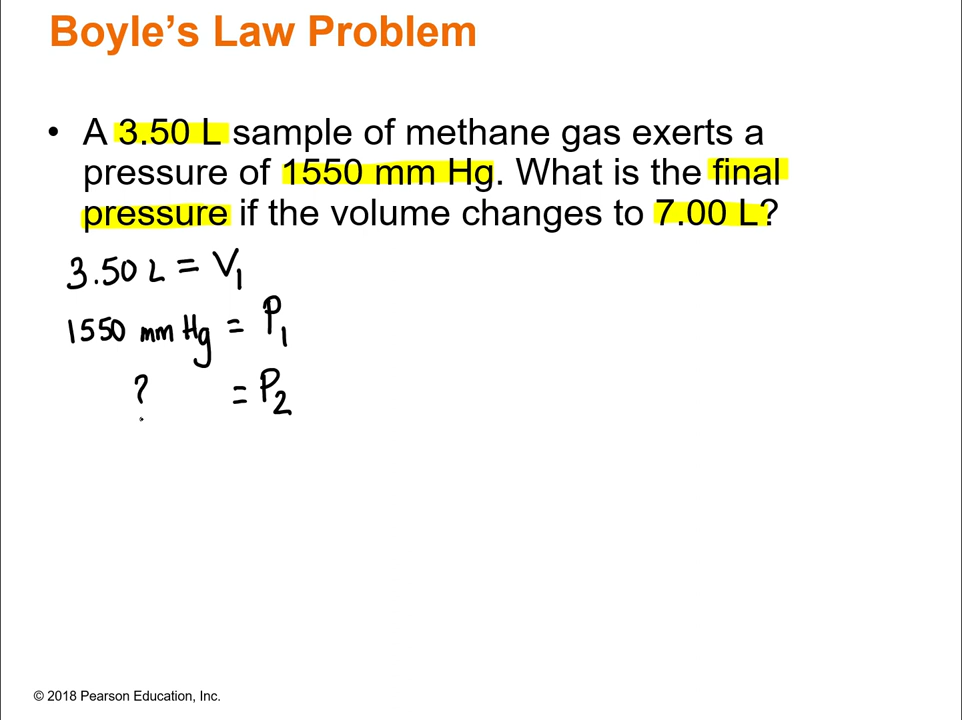 Boyle's Law Problem
• A 3.50 L sample of methane gas exerts a
pressure of 1550 mm Hg. What is the final
pressure if the volume changes to 7.00 L?
3.50 L = V₁
1550 mm Hg = P₁
? = P₂
© 2018 Pearson Education, Inc.